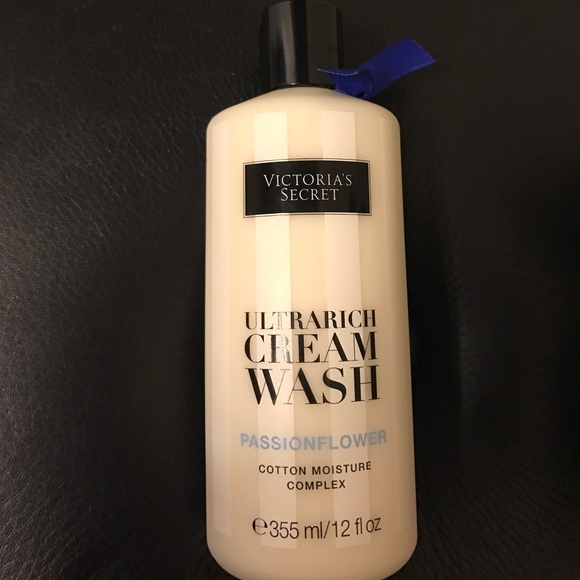 VICTORIA'S
SECRET
ULTRARICH
CREAM
WASH
PASSIONFLOWER
COTTON MOISTURE
COMPLEX
℮355 ml/12 fl oz